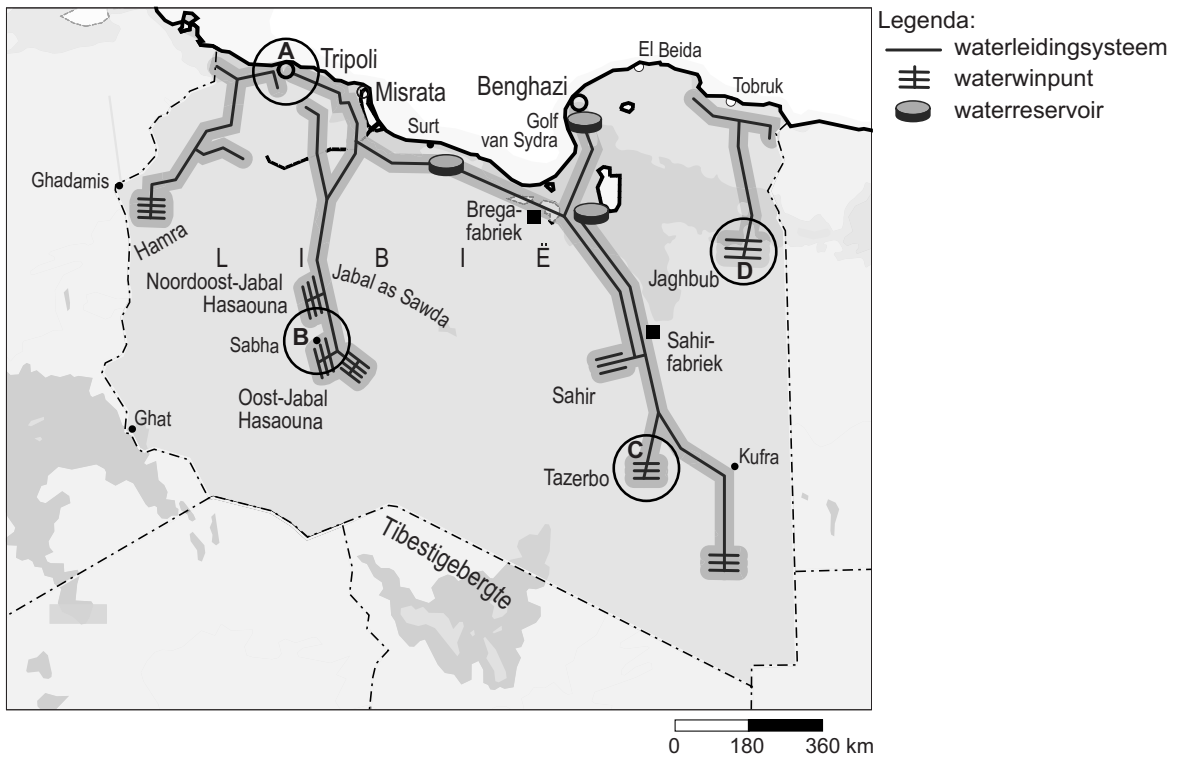 Legenda:
waterleidingsysteem
waterwinpunt
waterreservoir
A
Tripoli
Misrata
Surt
Benghazi
Golf
van Sydra
El Beida
Tobruk
Ghadamis
Hamra
Brega-
fabriek
L I B I Ë
Noordoost-Jabal
Hasaouna
Jabal as Sawda
Jaghbub
D
Sabha
B
Sahir-
fabriek
Oost-Jabal
Hasaouna
Sahir
Ghat
C
Tazerbo
Kufra
Tibestigebergte
0 180 360 km